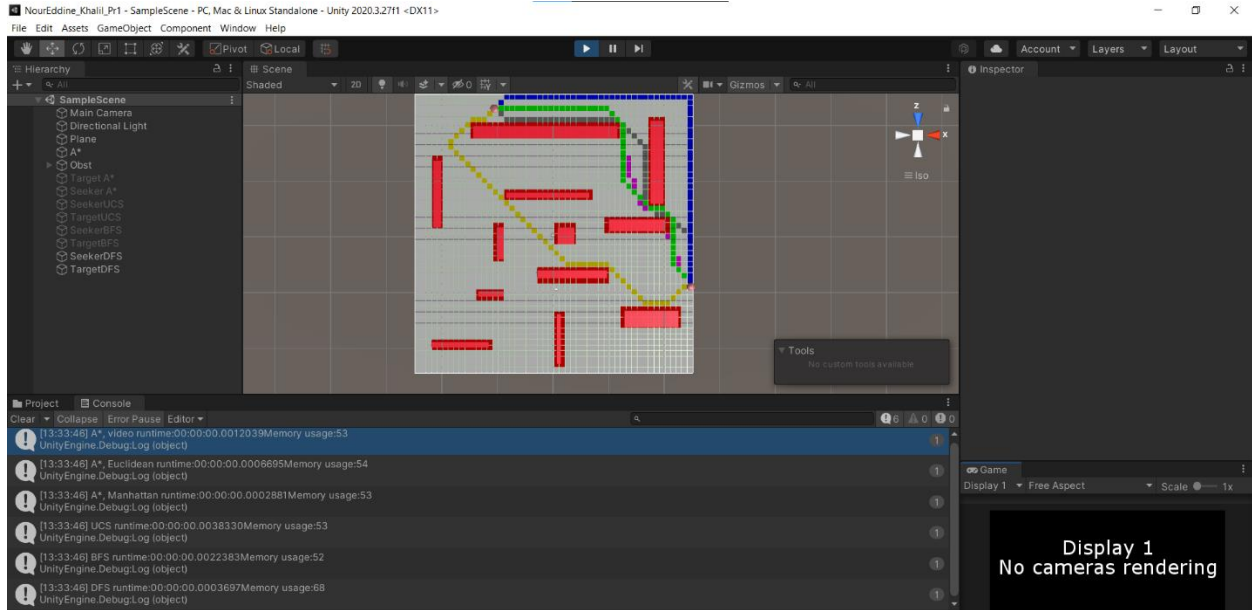 NourEddine_Khalil_Pr1 - SampleScene - PC, Mac & Linux Standalone - Unity 2020.3.27f1 <DX11>
File Edit Assets GameObject Component Window Help
Pivot Local Account Layers Layout
Hierarchy
Scene
Inspector
All
Shaded 2D 0 Gizmos All
SampleScene
Main Camera
Directional Light
Plane
A*
Obst
Target A*
Seeker A*
SeekerUCS
TargetUCS
SeekerBFS
TargetBFS
SeekerDFS
TargetDFS
z
x
Iso
Tools
No custom tools available
Project Console
Clear Collapse Error Pause Editor 6 0 0
[13:33:46] A*, video runtime:00:00:00.0012039Memory usage:53
UnityEngine.Debug:Log (object)
1
[13:33:46] A*, Euclidean runtime:00:00:00.0006695Memory usage:54
UnityEngine.Debug:Log (object)
1
[13:33:46] A*, Manhattan runtime:00:00:00.0002881Memory usage:53
UnityEngine.Debug:Log (object)
1
[13:33:46] UCS runtime:00:00:00.0038330Memory usage:53
UnityEngine.Debug:Log (object)
1
[13:33:46] BFS runtime:00:00:00.0022383Memory usage:52
UnityEngine.Debug:Log (object)
1
[13:33:46] DFS runtime:00:00:00.0003697Memory usage:68
UnityEngine.Debug:Log (object)
1
Game
Display 1 Free Aspect Scale 1x
Display 1
No cameras rendering